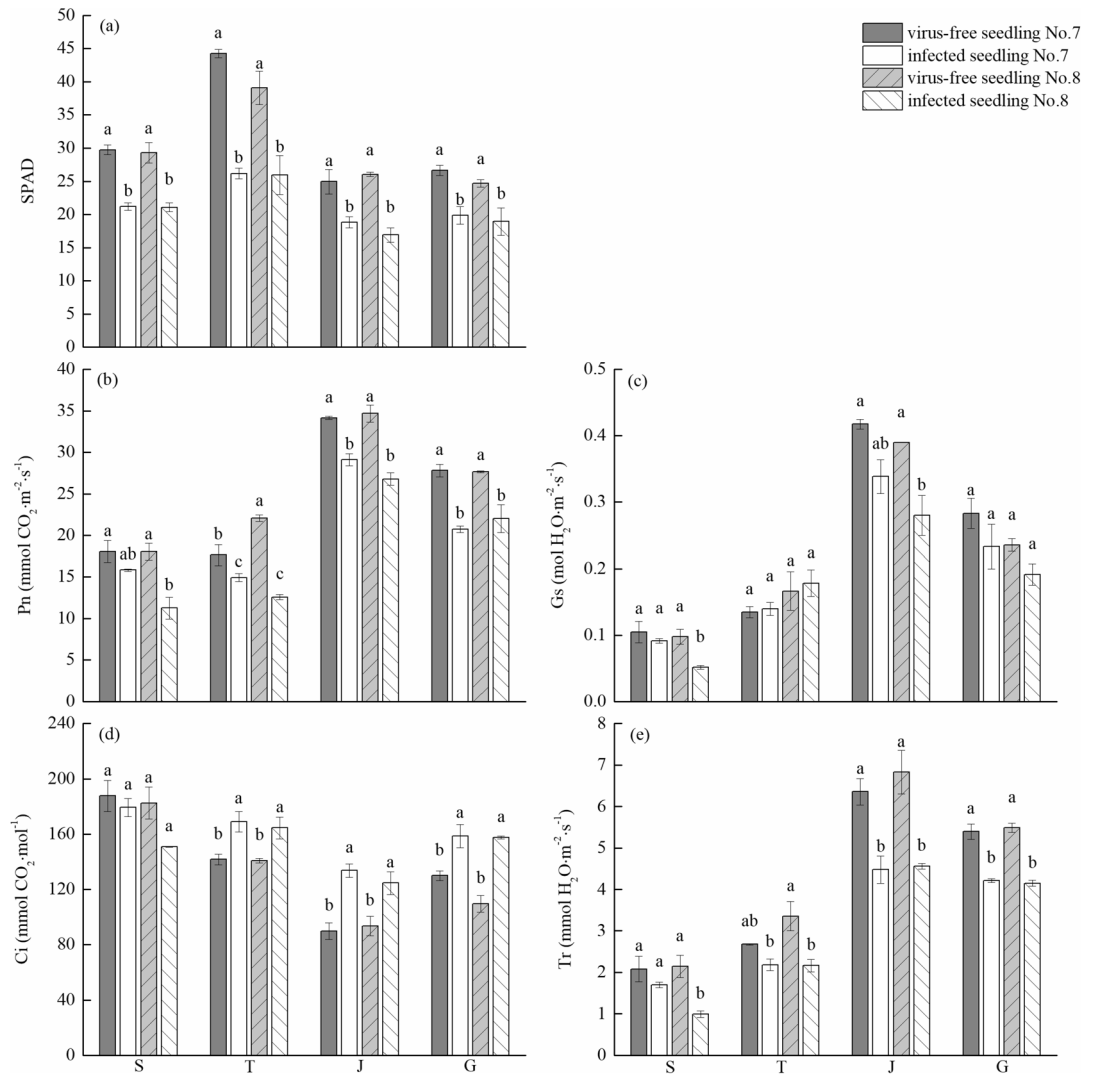 (a)
50
45
40
35
30
25
20
15
10
5
0
SPAD
a
b
a
b
a
b
a
b
a
b
a
b
a
b
a
b
virus-free seedling No.7
infected seedling No.7
virus-free seedling No.8
infected seedling No.8
(b)
40
35
30
25
20
15
10
5
0
Pn (mmol CO₂·m⁻²·s⁻¹)
a
ab
a
b
b
c
a
c
a
b
a
b
a
b
a
b
(c)
0.5
0.4
0.3
0.2
0.1
0.0
Gs (mol H₂O·m⁻²·s⁻¹)
a
a
a
b
a
a
a
a
a
ab
a
b
a
a
a
a
(d)
240
200
160
120
80
40
0
Ci (mmol CO₂·mol⁻¹)
a
a
a
a
b
a
b
a
b
a
b
a
b
a
b
a
S T J G
(e)
8
7
6
5
4
3
2
1
0
Tr (mmol H₂O·m⁻²·s⁻¹)
a
a
a
b
ab
b
a
b
a
b
a
b
a
b
a
b
S T J G